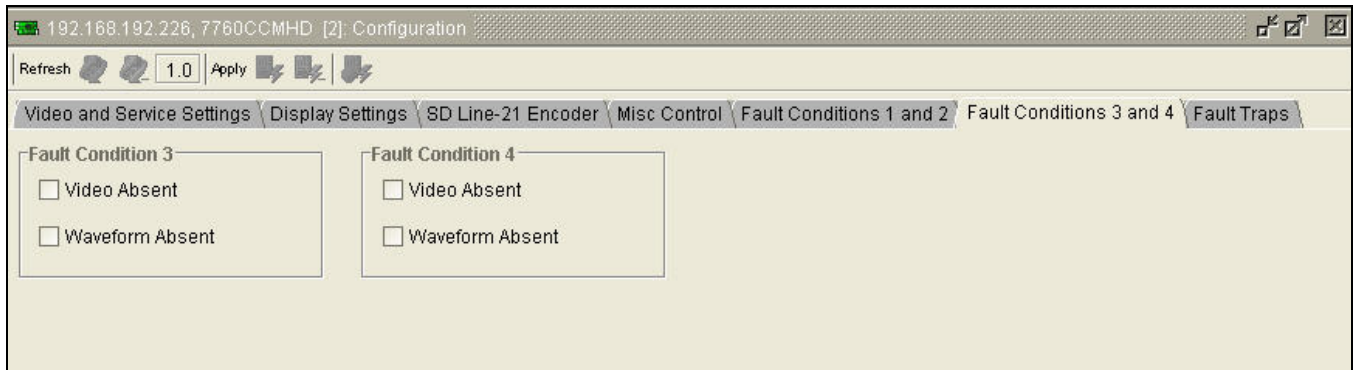 192.168.192.226, 7760CCMHD [2]: Configuration
Refresh 1.0 Apply
Video and Service Settings Display Settings SD Line-21 Encoder Misc Control Fault Conditions 1 and 2 Fault Conditions 3 and 4 Fault Traps
Fault Condition 3 Fault Condition 4
Video Absent Video Absent
Waveform Absent Waveform Absent